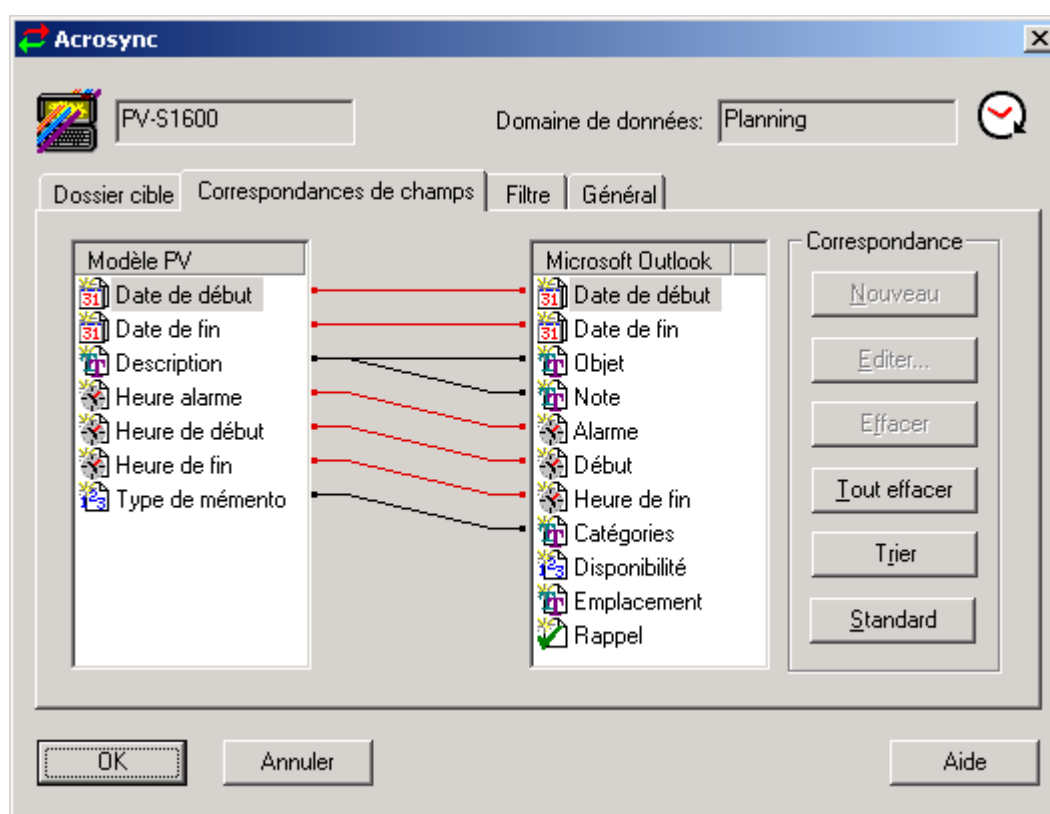 Acrosync
PV-S1600
Domaine de données: Planning
Dossier cible Correspondances de champs Filtre Général
Modèle PV
Date de début
Date de fin
Description
Heure alarme
Heure de début
Heure de fin
Type de mémento
Microsoft Outlook
Date de début
Date de fin
Objet
Note
Alarme
Début
Heure de fin
Catégories
Disponibilité
Emplacement
Rappel
Correspondance
Nouveau
Editer...
Effacer
Tout effacer
Trier
Standard
OK
Annuler
Aide